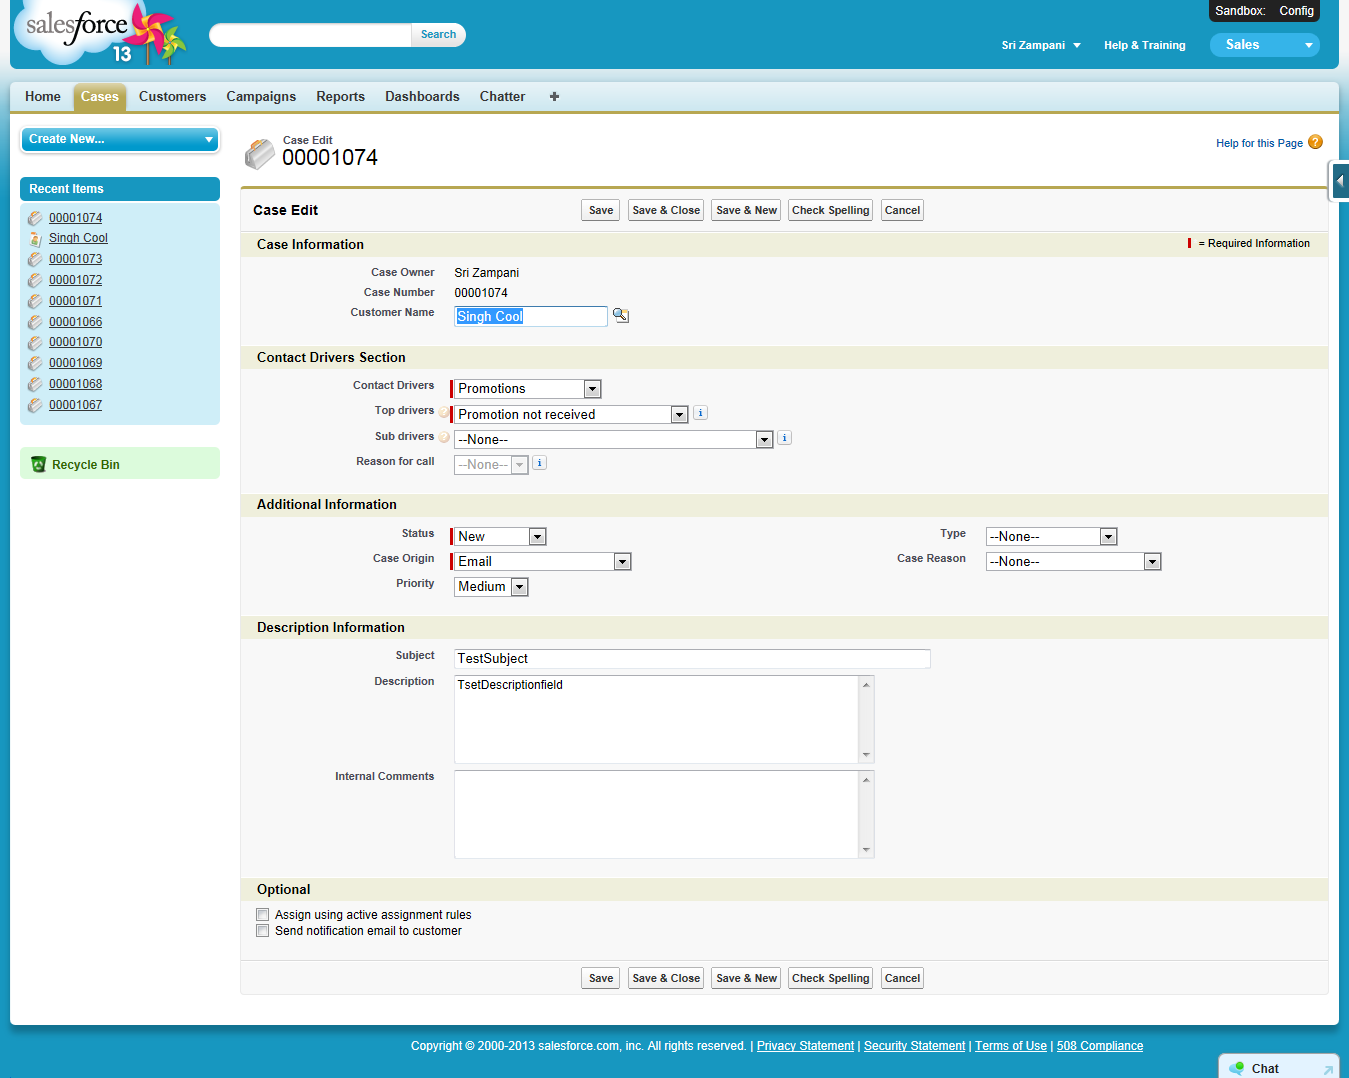 Sandbox: Config
salesforce
13
Search
Sri Zampani Help & Training Sales
Home Cases Customers Campaigns Reports Dashboards Chatter +
Create New...
Recent Items
00001074
Singh Cool
00001073
00001072
00001071
00001066
00001070
00001069
00001068
00001067
Recycle Bin
Case Edit
00001074
Help for this Page ?
Case Edit Save Save & Close Save & New Check Spelling Cancel
Case Information = Required Information
Case Owner Sri Zampani
Case Number 00001074
Customer Name Singh Cool
Contact Drivers Section
Contact Drivers Promotions
Top drivers ? Promotion not received i
Sub drivers ? --None-- i
Reason for call --None-- i
Additional Information
Status New Type --None--
Case Origin Email Case Reason --None--
Priority Medium
Description Information
Subject TestSubject
Description TsetDescriptionfield
Internal Comments
Optional
Assign using active assignment rules
Send notification email to customer
Save Save & Close Save & New Check Spelling Cancel
Copyright © 2000-2013 salesforce.com, inc. All rights reserved. | Privacy Statement | Security Statement | Terms of Use | 508 Compliance
Chat